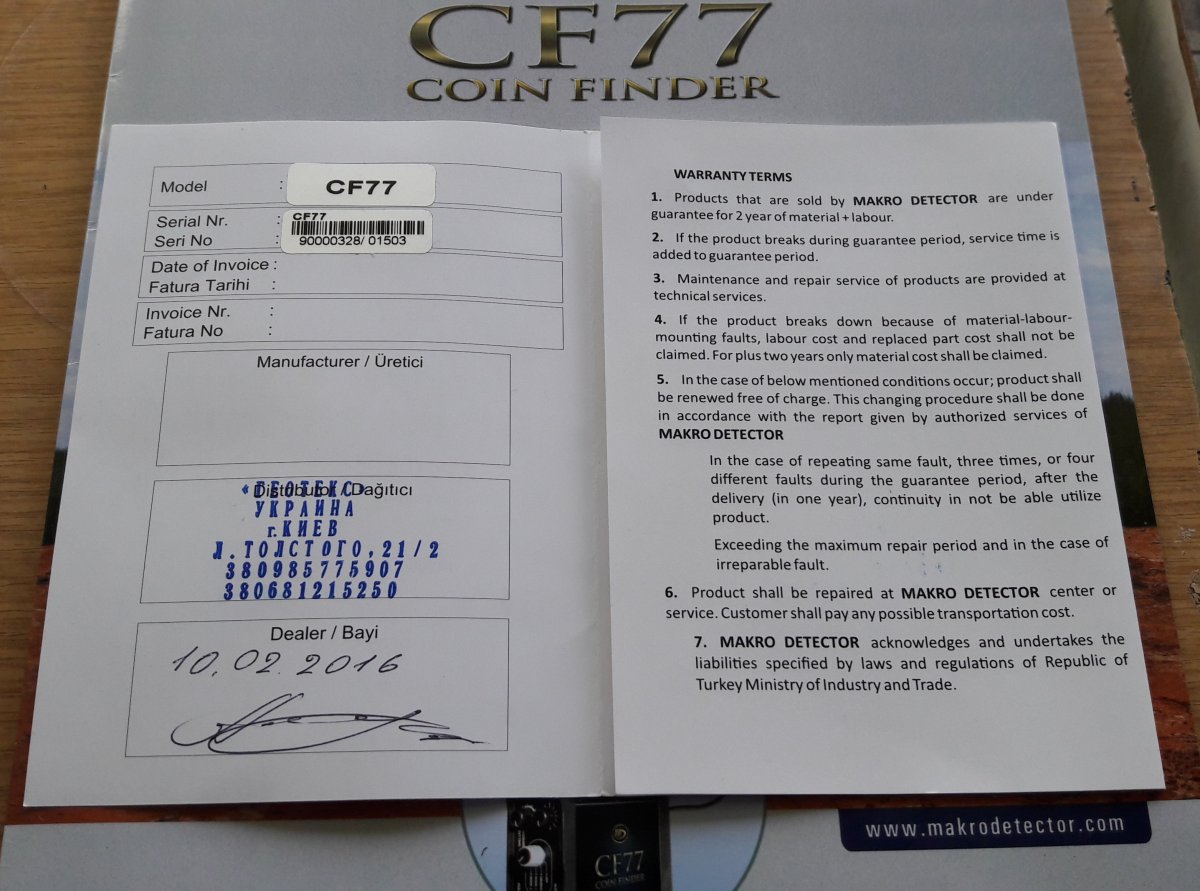 CF77
COIN FINDER
Model : CF77
Serial Nr. :
Seri No :
CF77
90000328/ 01503
Date of Invoice :
Fatura Tarihi :
Invoice Nr. :
Fatura No :
Manufacturer / Üretici
Distributor / Dağıtıcı
«ГЕОТЕКС»
УКРАИНА
г.КИЕВ
Л.ТОЛСТОГО,21/2
380985775907
380681215250
Dealer / Bayi
10.02.2016
WARRANTY TERMS
1. Products that are sold by MAKRO DETECTOR are under
guarantee for 2 year of material + labour.
2. If the product breaks during guarantee period, service time is
added to guarantee period.
3. Maintenance and repair service of products are provided at
technical services.
4. If the product breaks down because of material-labour-
mounting faults, labour cost and replaced part cost shall not be
claimed. For plus two years only material cost shall be claimed.
5. In the case of below mentioned conditions occur; product shall
be renewed free of charge. This changing procedure shall be done
in accordance with the report given by authorized services of
MAKRO DETECTOR
In the case of repeating same fault, three times, or four
different faults during the guarantee period, after the
delivery (in one year), continuity in not be able utilize
product.
Exceeding the maximum repair period and in the case of
irreparable fault.
6. Product shall be repaired at MAKRO DETECTOR center or
service. Customer shall pay any possible transportation cost.
7. MAKRO DETECTOR acknowledges and undertakes the
liabilities specified by laws and regulations of Republic of
Turkey Ministry of Industry and Trade.
www.makrodetector.com
CF77
COIN FINDER